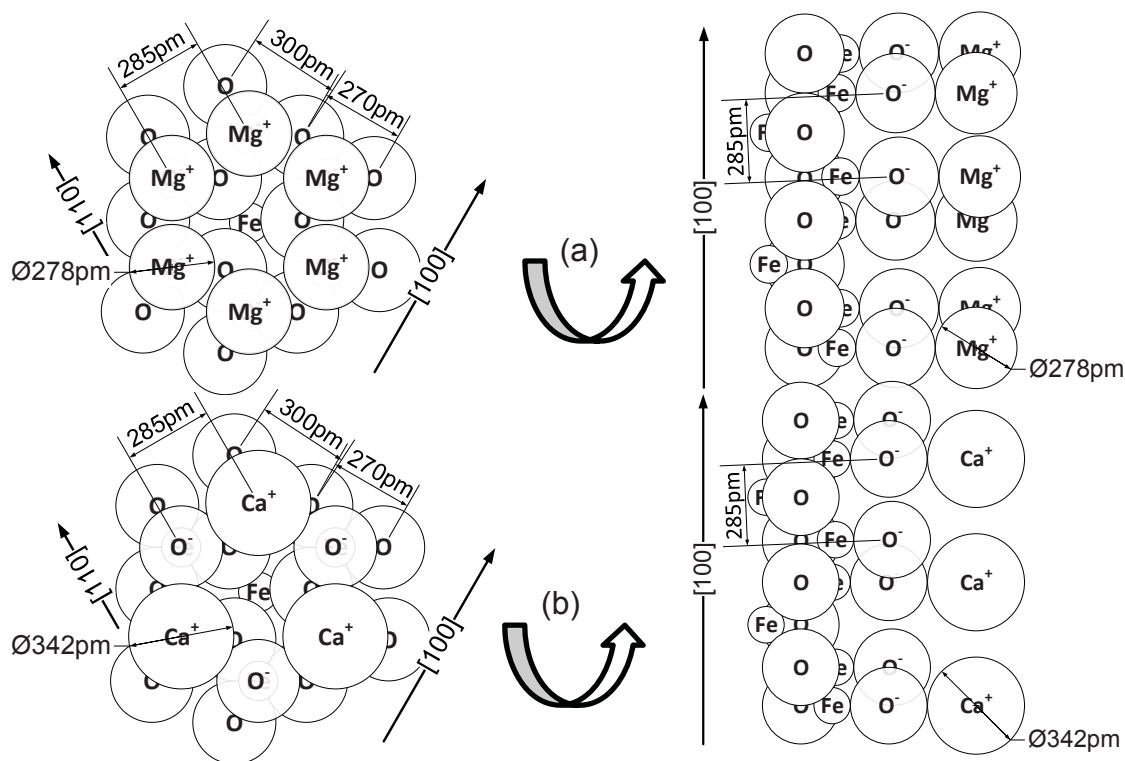 285pm
300pm
270pm
O
O Mg⁺ O
Mg⁺ O Mg⁺ O
[110]
O Fe O
Ø278pm
Mg⁺ O Mg⁺ O
O Mg⁺ O
O
[100]
(a)
O e O⁻ Mg⁺
Fe O⁻ Mg⁺
O
285pm
O Fe O⁻ Mg⁺
[100]
O e O Mg
Fe O
O O⁻ Mg⁺
O Fe O⁻ Mg⁺
Ø278pm
285pm
300pm
270pm
O
O Ca⁺ O
O⁻ O O⁻ O
[110]
O Fe O
Ø342pm
Ca⁺ O Ca⁺ O
O O⁻ O
O
[100]
(b)
O e O⁻
Fe O⁻ Ca⁺
O
285pm
O Fe O⁻
[100]
O e O⁻ Ca⁺
Fe O
O e O⁻
O Fe O⁻ Ca⁺
Ø342pm